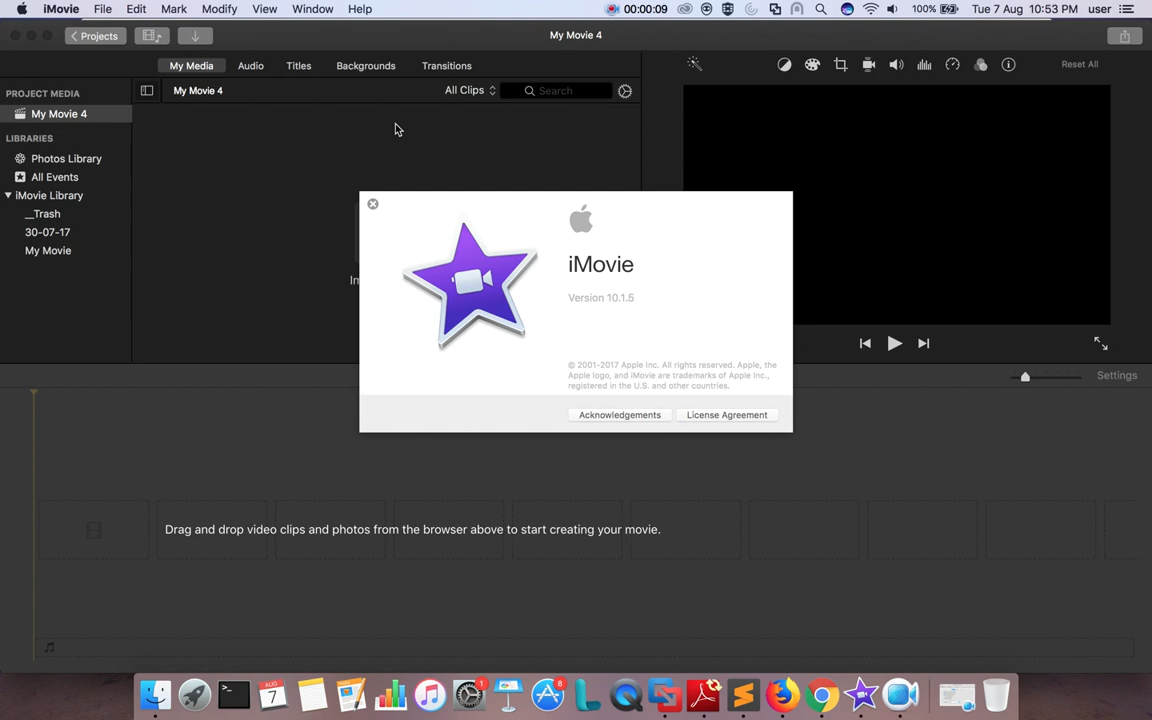 iMovie File Edit Mark Modify View Window Help 00:00:09 100% Tue 7 Aug 10:53 PM user
Projects My Movie 4
My Media Audio Titles Backgrounds Transitions Reset All
PROJECT MEDIA
My Movie 4 All Clips Search
My Movie 4
LIBRARIES
Photos Library
All Events
iMovie Library
__Trash
30-07-17
My Movie
Im
iMovie
Version 10.1.5
© 2001-2017 Apple Inc. All rights reserved. Apple, the
Apple logo, and iMovie are trademarks of Apple Inc.,
registered in the U.S. and other countries.
Acknowledgements License Agreement
Settings
Drag and drop video clips and photos from the browser above to start creating your movie.
AUG
7
1
8